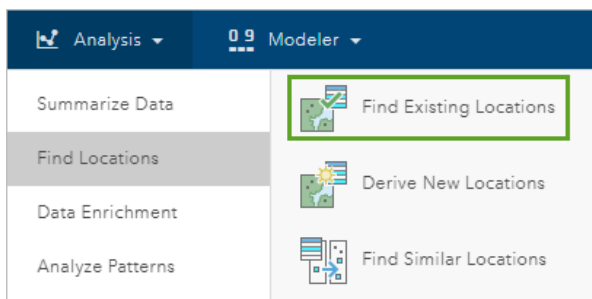 Analysis
0 9 Modeler
Summarize Data
Find Existing Locations
Find Locations
Derive New Locations
Data Enrichment
Find Similar Locations
Analyze Patterns